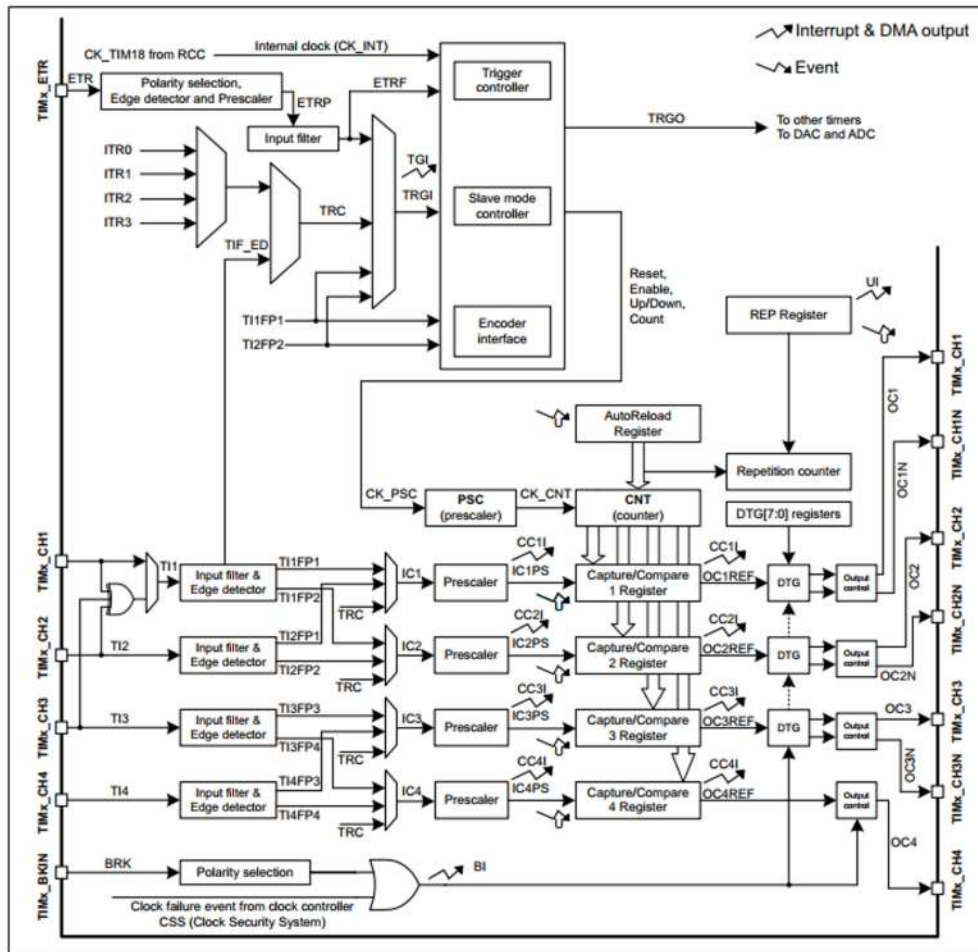 Interrupt & DMA output
Event
CK_TIM18 from RCC
Internal clock (CK_INT)
TIMx_ETR
ETR
Polarity selection,
Edge detector and Prescaler
ETRP
Input filter
ETRF
Trigger
controller
TRGO
To other timers
To DAC and ADC
ITR0
ITR1
ITR2
ITR3
TGI
TRGI
TRC
TIF_ED
Slave mode
controller
Reset,
Enable,
Up/Down,
Count
TI1FP1
TI2FP2
Encoder
interface
UI
REP Register
AutoReload
Register
Repetition counter
CK_PSC
PSC
(prescaler)
CK_CNT
CNT
(counter)
DTG[7:0] registers
TIMx_CH1
TI1
Input filter &
Edge detector
TI1FP1
TI1FP2
TRC
IC1
Prescaler
CC1I
IC1PS
Capture/Compare
1 Register
CC1I
OC1REF
DTG
Output
control
OC1
TIMx_CH1
OC1N
TIMx_CH1N
TIMx_CH2
TI2
Input filter &
Edge detector
TI2FP1
TI2FP2
TRC
IC2
Prescaler
CC2I
IC2PS
Capture/Compare
2 Register
CC2I
OC2REF
DTG
Output
control
OC2
TIMx_CH2
OC2N
TIMx_CH2N
TIMx_CH3
TI3
Input filter &
Edge detector
TI3FP3
TI3FP4
TRC
IC3
Prescaler
CC3I
IC3PS
Capture/Compare
3 Register
CC3I
OC3REF
DTG
Output
control
OC3
TIMx_CH3
OC3N
TIMx_CH3N
TIMx_CH4
TI4
Input filter &
Edge detector
TI4FP3
TI4FP4
TRC
IC4
Prescaler
CC4I
IC4PS
Capture/Compare
4 Register
CC4I
OC4REF
Output
control
OC4
TIMx_CH4
TIMx_BKIN
BRK
Polarity selection
BI
Clock failure event from clock controller
CSS (Clock Security System)